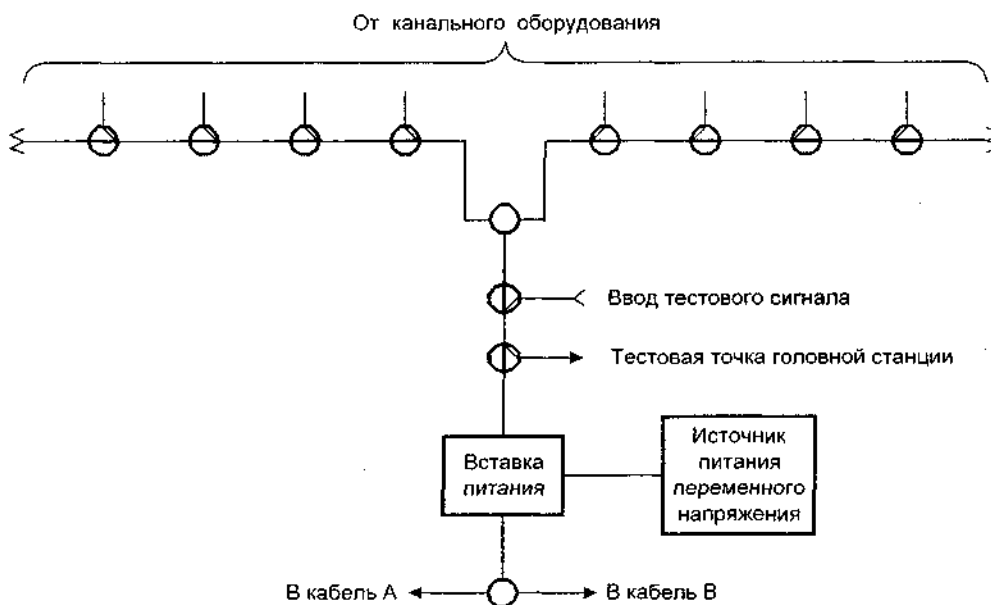 От канального оборудования
Ввод тестового сигнала
Тестовая точка головной станции
Вставка
питания
Источник
питания
переменного
напряжения
В кабель А
В кабель В